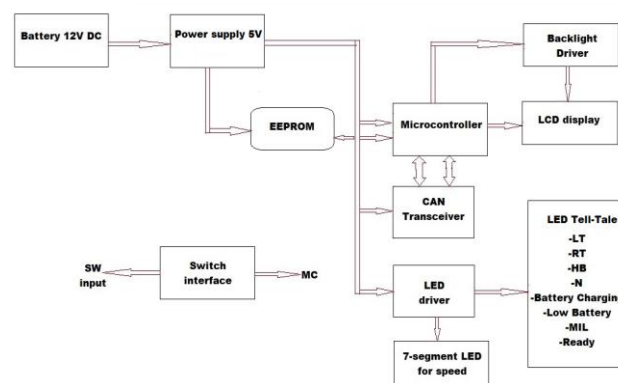 Battery 12V DC
Power supply 5V
Backlight
Driver
EEPROM
Microcontroller
LCD display
CAN
Transceiver
SW
input
Switch
interface
MC
LED
driver
7-segment LED
for speed
LED Tell-Tale
-LT
-RT
-HB
-N
-Battery Charging
-Low Battery
-MIL
-Ready